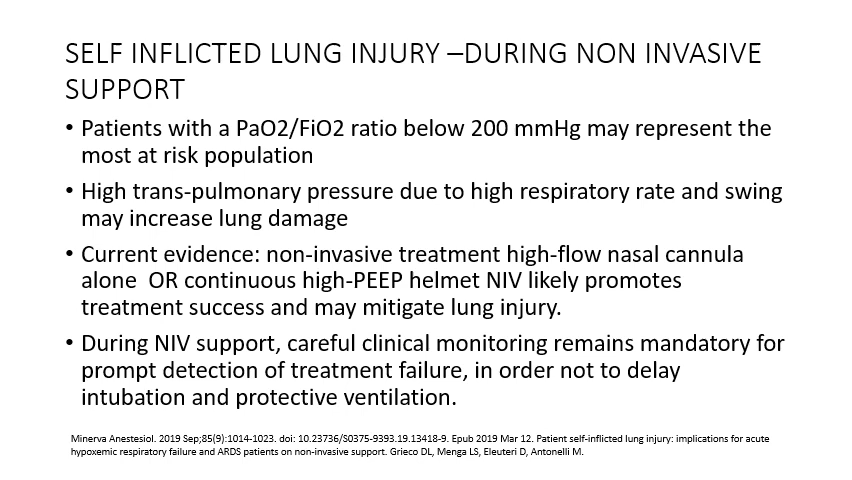 SELF INFLICTED LUNG INJURY –DURING NON INVASIVE
SUPPORT
• Patients with a PaO2/FiO2 ratio below 200 mmHg may represent the
most at risk population
• High trans-pulmonary pressure due to high respiratory rate and swing
may increase lung damage
• Current evidence: non-invasive treatment high-flow nasal cannula
alone  OR continuous high-PEEP helmet NIV likely promotes
treatment success and may mitigate lung injury.
• During NIV support, careful clinical monitoring remains mandatory for
prompt detection of treatment failure, in order not to delay
intubation and protective ventilation.
Minerva Anestesiol. 2019 Sep;85(9):1014-1023. doi: 10.23736/S0375-9393.19.13418-9. Epub 2019 Mar 12. Patient self-inflicted lung injury: implications for acute
hypoxemic respiratory failure and ARDS patients on non-invasive support. Grieco DL, Menga LS, Eleuteri D, Antonelli M.